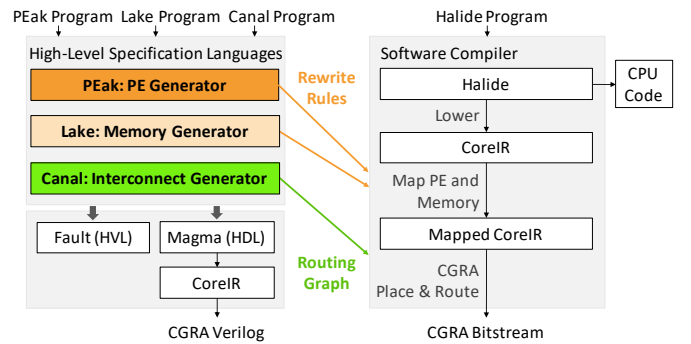 PEak Program Lake Program Canal Program
High-Level Specification Languages
PEak: PE Generator
Lake: Memory Generator
Canal: Interconnect Generator
Fault (HVL)
Magma (HDL)
CoreIR
CGRA Verilog
Rewrite
Rules
Routing
Graph
Halide Program
Software Compiler
Halide
CPU
Code
Lower
CoreIR
Map PE and
Memory
Mapped CoreIR
CGRA
Place & Route
CGRA Bitstream